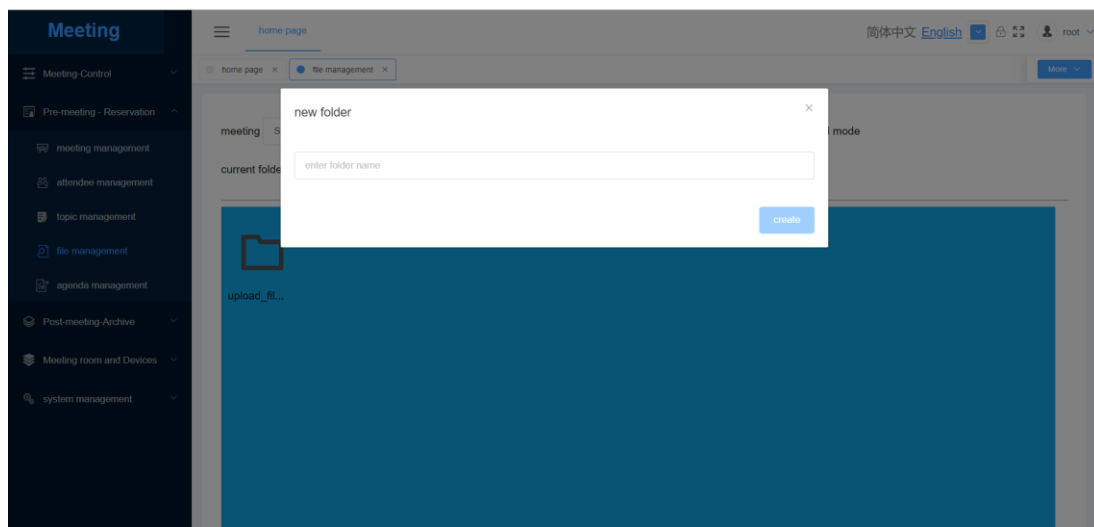 Meeting
home page
简体中文 English
root
Meeting-Control
home page
file management
More
Pre-meeting - Reservation
new folder
meeting S
mode
meeting management
enter folder name
current folde
attendee management
topic management
create
file management
agenda management
upload_fil...
Post-meeting-Archive
Meeting room and Devices
system management